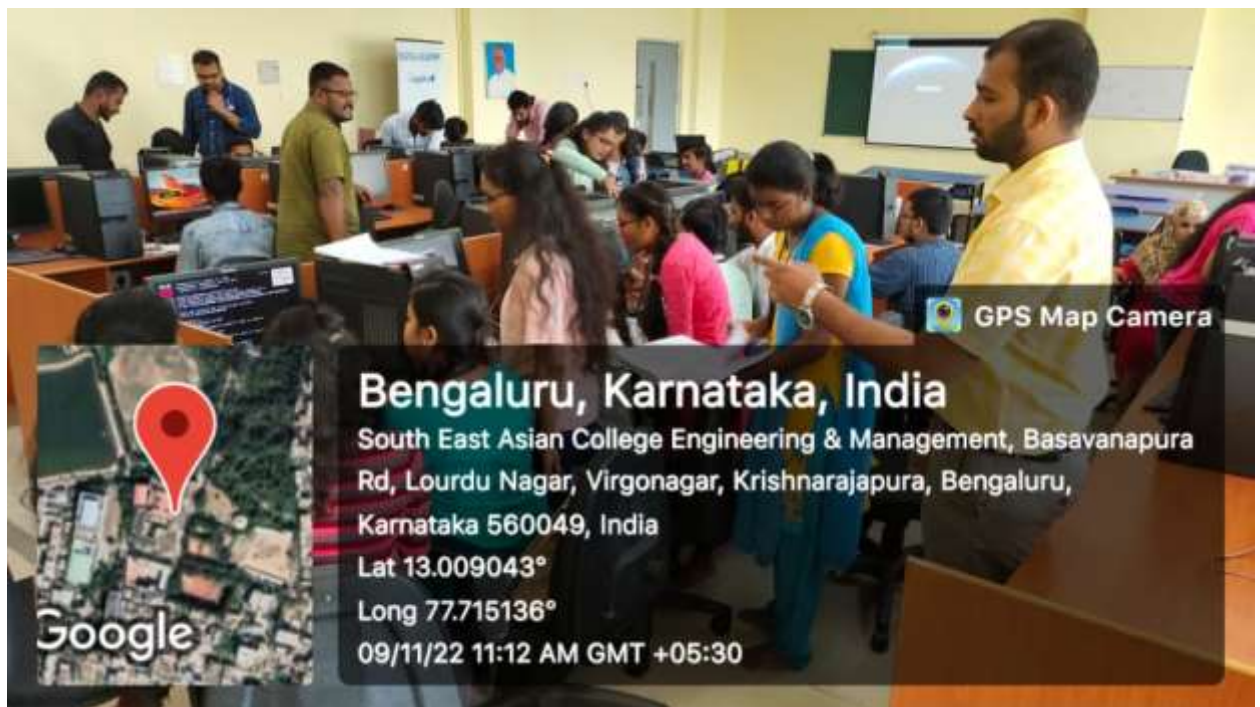 GPS Map Camera
Bengaluru, Karnataka, India
South East Asian College Engineering & Management, Basavanapura
Rd, Lourdu Nagar, Virgonagar, Krishnarajapura, Bengaluru,
Karnataka 560049, India
Lat 13.009043°
Long 77.715136°
09/11/22 11:12 AM GMT +05:30
Google